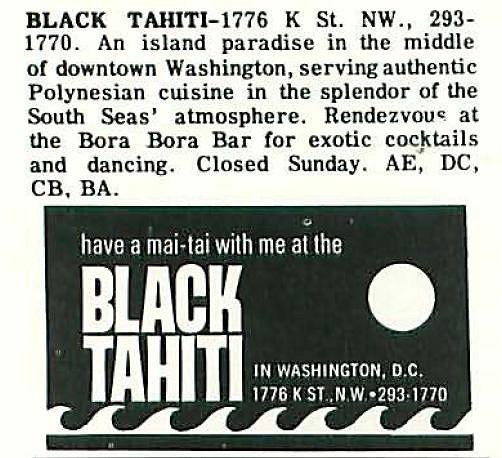 BLACK TAHITI-1776 K St. NW., 293-
1770. An island paradise in the middle
of downtown Washington, serving authentic
Polynesian cuisine in the splendor of the
South Seas' atmosphere. Rendezvous at
the Bora Bora Bar for exotic cocktails
and dancing. Closed Sunday. AE, DC,
CB, BA.
have a mai-tai with me at the
BLACK
TAHITI
IN WASHINGTON, D.C.
1776 K ST., N.W. • 293-1770